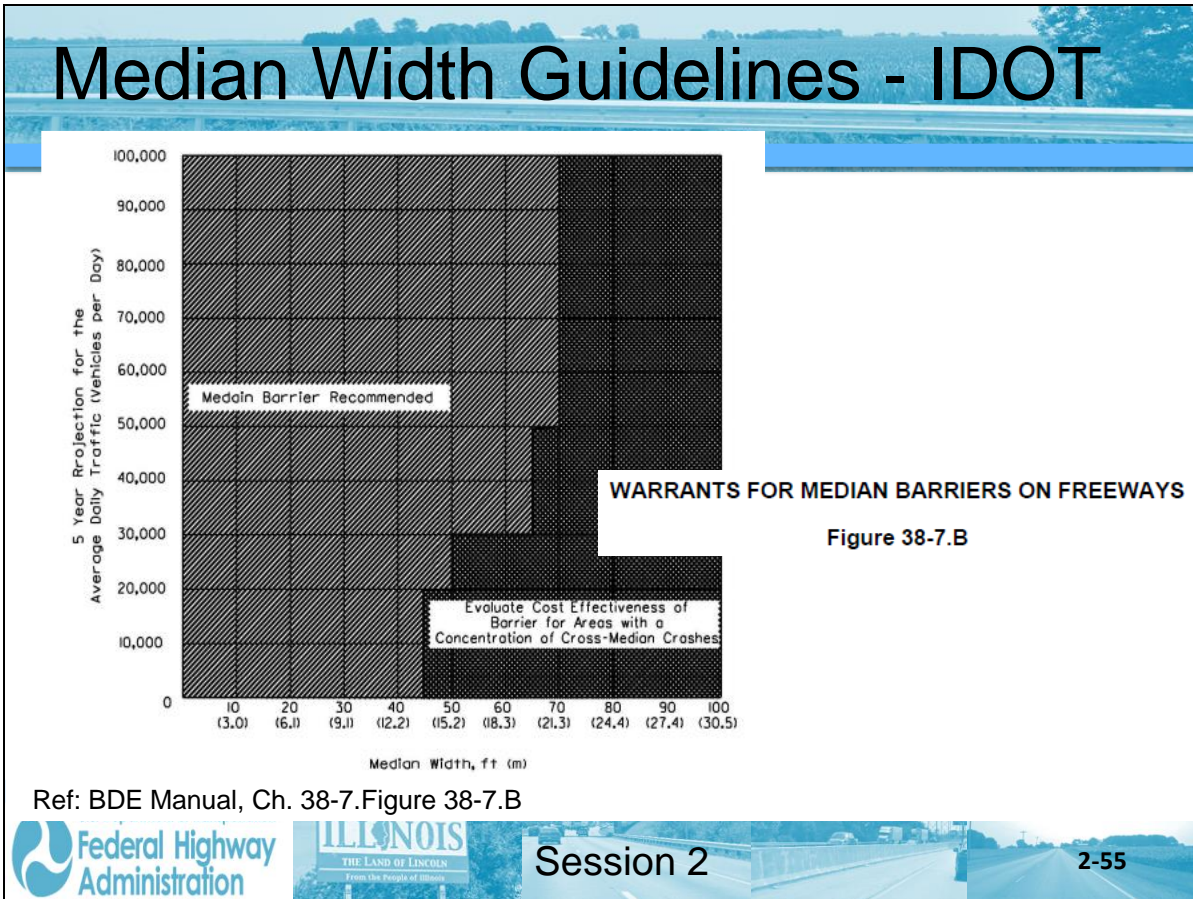 Median Width Guidelines - IDOT
100,000
90,000
80,000
70,000
60,000
50,000
40,000
30,000
20,000
10,000
0
5 Year Rrojection for the
Average Daily Traffic (Vehicles per Day)
Medain Barrier Recommended
Evaluate Cost Effectiveness of
Barrier for Areas with a
Concentration of Cross-Median Crashes
10 20 30 40 50 60 70 80 90 100
(3.0) (6.1) (9.1) (12.2) (15.2) (18.3) (21.3) (24.4) (27.4) (30.5)
Median Width, ft (m)
WARRANTS FOR MEDIAN BARRIERS ON FREEWAYS
Figure 38-7.B
Ref: BDE Manual, Ch. 38-7.Figure 38-7.B
Federal Highway
Administration
ILLINOIS
THE LAND OF LINCOLN
From the People of Illinois
Session 2
2-55